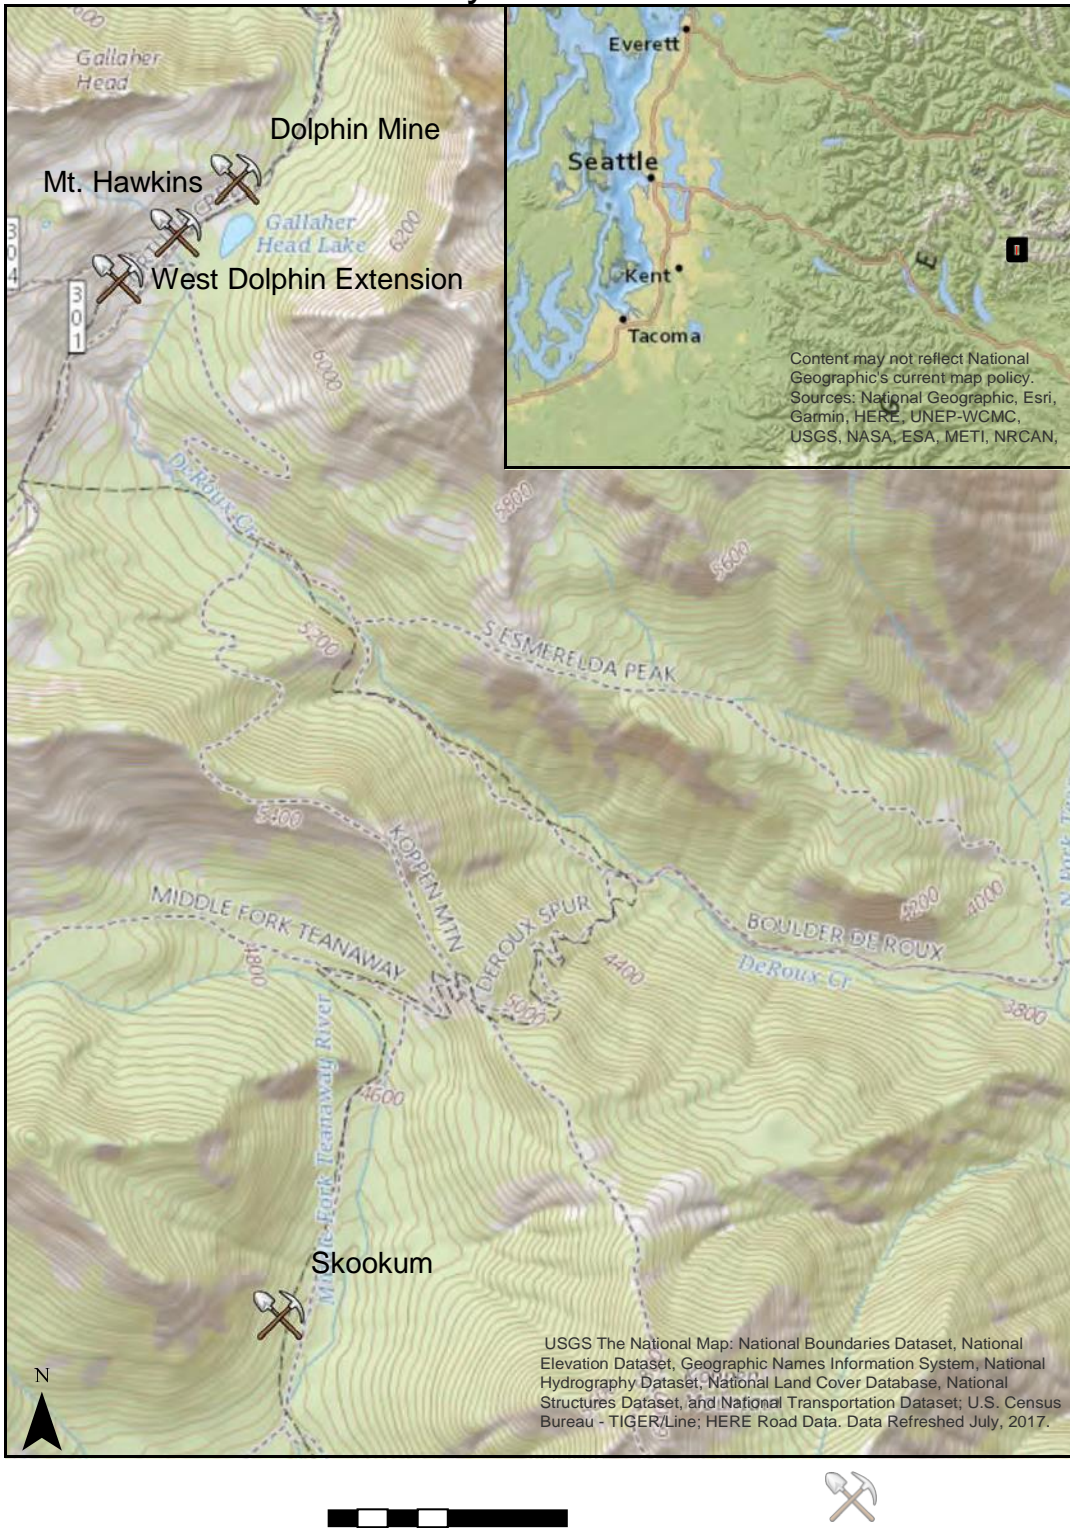 Gallaher
Head
Dolphin Mine
Mt. Hawkins
Gallaher
Head Lake
6200
West Dolphin Extension
301
6000
Everett
Seattle
Kent
Tacoma
E
Content may not reflect National
Geographic's current map policy.
Sources: National Geographic, Esri,
Garmin, HERE, UNEP-WCMC,
USGS, NASA, ESA, METI, NRCAN,
DeRoux Cr
5800
5600
5200
S ESMERELDA PEAK
5400
KOPPEN MTN
MIDDLE FORK TEANAWAY
4800
DEROUX SPUR
4400
5000
BOULDER DE ROUX
4200
4000
DeRoux Cr
3800
Middle Fork Teanaway River
4600
Skookum
N
USGS The National Map: National Boundaries Dataset, National
Elevation Dataset, Geographic Names Information System, National
Hydrography Dataset, National Land Cover Database, National
Structures Dataset, and National Transportation Dataset; U.S. Census
Bureau - TIGER/Line; HERE Road Data. Data Refreshed July, 2017.